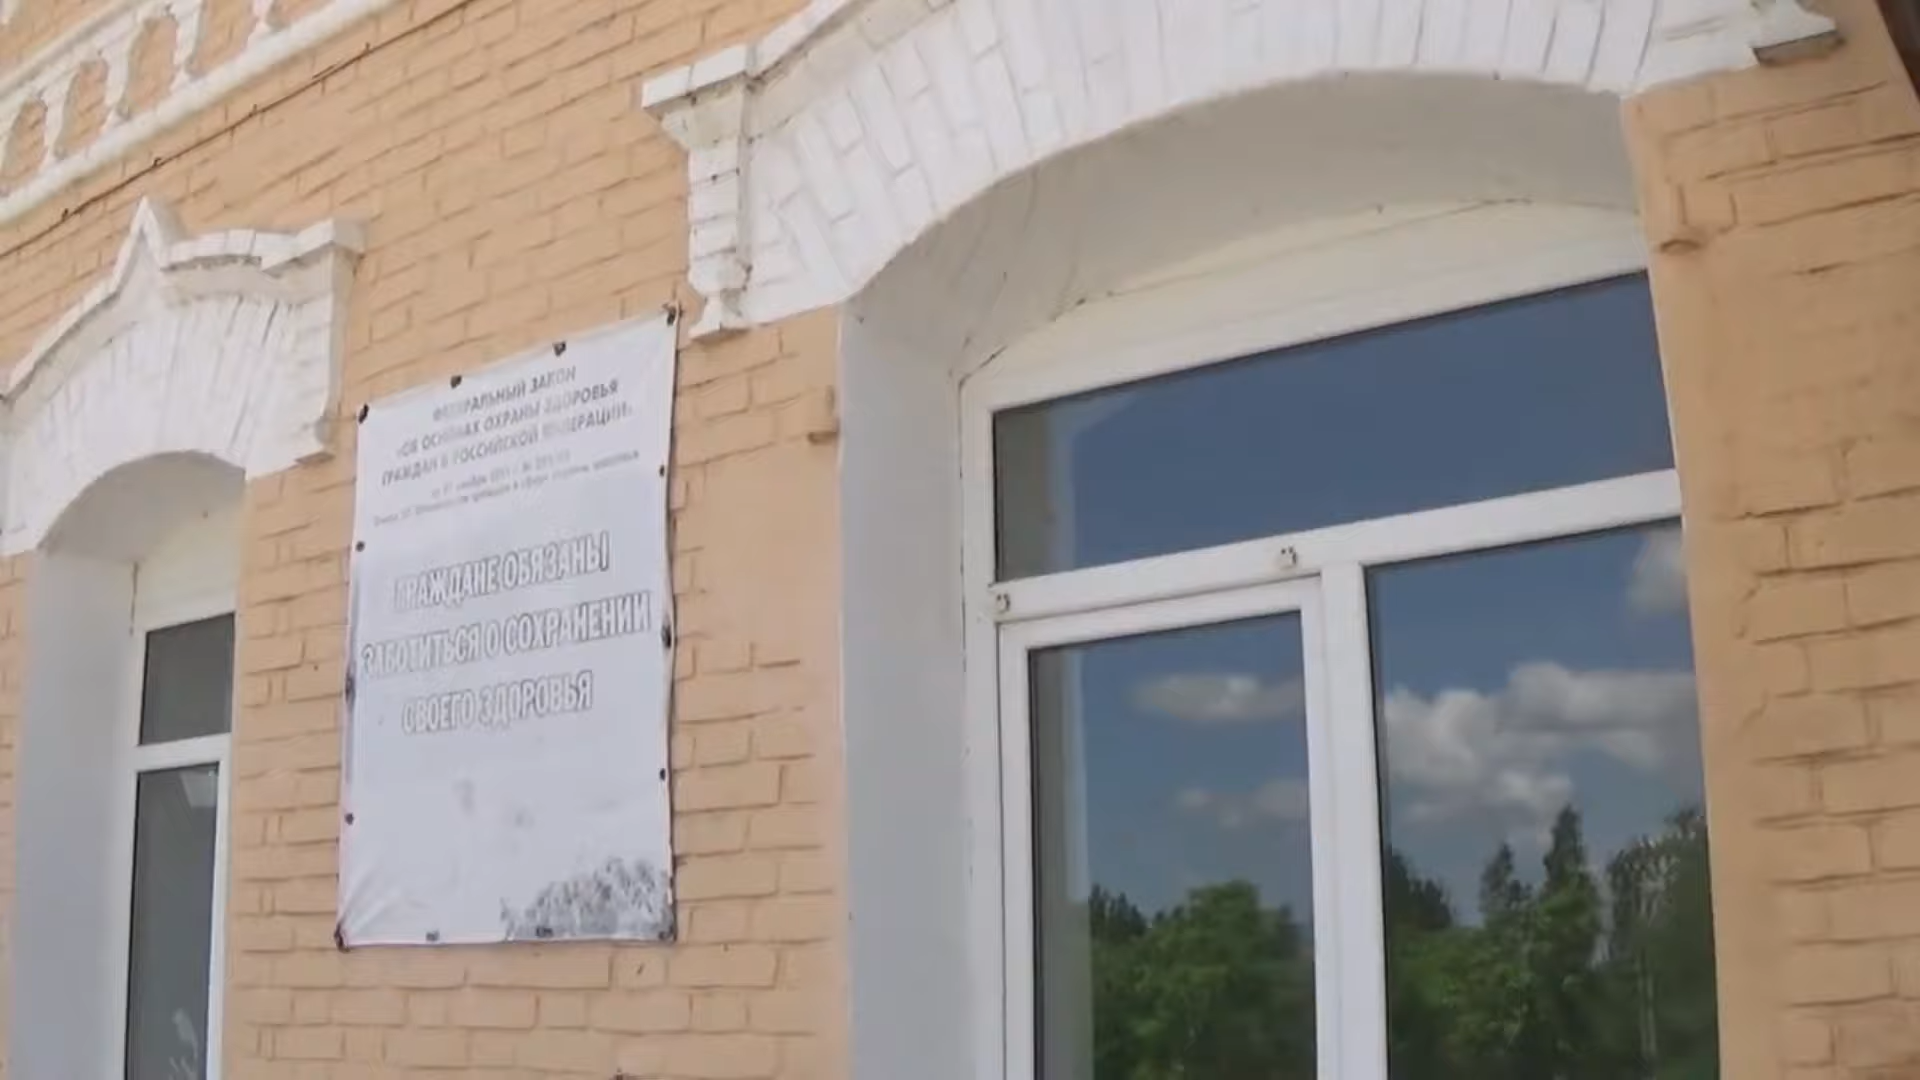 ФЕДЕРАЛЬНЫЙ ЗАКОН
«ОБ ОСНОВАХ ОХРАНЫ ЗДОРОВЬЯ
ГРАЖДАН В РОССИЙСКОЙ ФЕДЕРАЦИИ»
ГРАЖДАНЕ ОБЯЗАНЫ
ЗАБОТИТЬСЯ О СОХРАНЕНИИ
СВОЕГО ЗДОРОВЬЯ